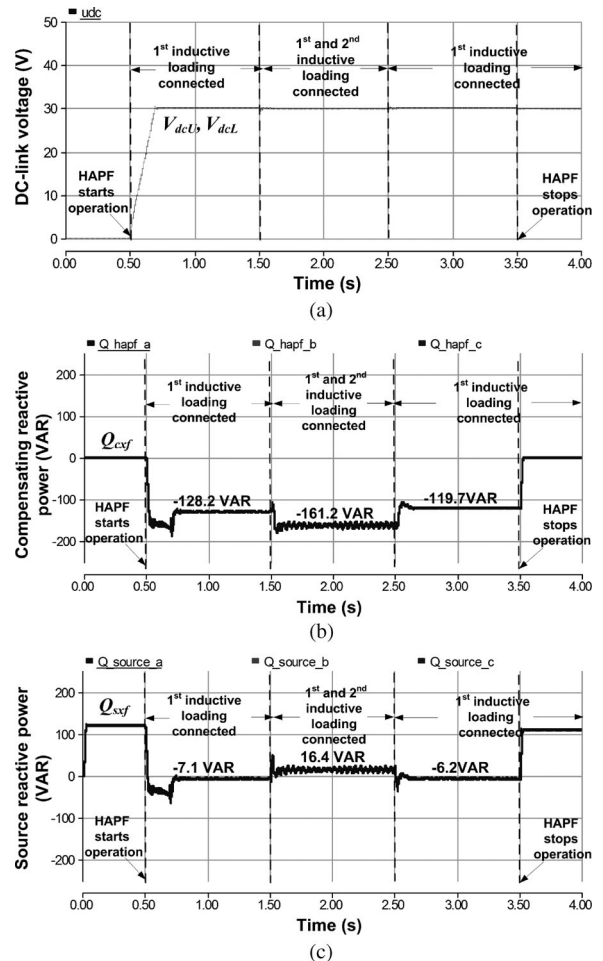 udc
50
40
30
20
10
0
DC-link voltage (V)
1st inductive loading connected
1st and 2nd inductive loading connected
1st inductive loading connected
VdcU, VdcL
HAPF starts operation
HAPF stops operation
0.00 0.50 1.00 1.50 2.00 2.50 3.00 3.50 4.00
Time (s)
(a)
Q_hapf_a Q_hapf_b Q_hapf_c
200
100
0
-100
-200
Compensating reactive power (VAR)
1st inductive loading connected
1st and 2nd inductive loading connected
1st inductive loading connected
Qcxf
-128.2 VAR
-161.2 VAR
-119.7VAR
HAPF starts operation
HAPF stops operation
0.00 0.50 1.00 1.50 2.00 2.50 3.00 3.50 4.00
Time (s)
(b)
Q_source_a Q_source_b Q_source_c
200
100
0
-100
-200
Source reactive power (VAR)
Qsxf
1st inductive loading connected
1st and 2nd inductive loading connected
1st inductive loading connected
-7.1 VAR
16.4 VAR
-6.2VAR
HAPF starts operation
HAPF stops operation
0.00 0.50 1.00 1.50 2.00 2.50 3.00 3.50 4.00
Time (s)
(c)